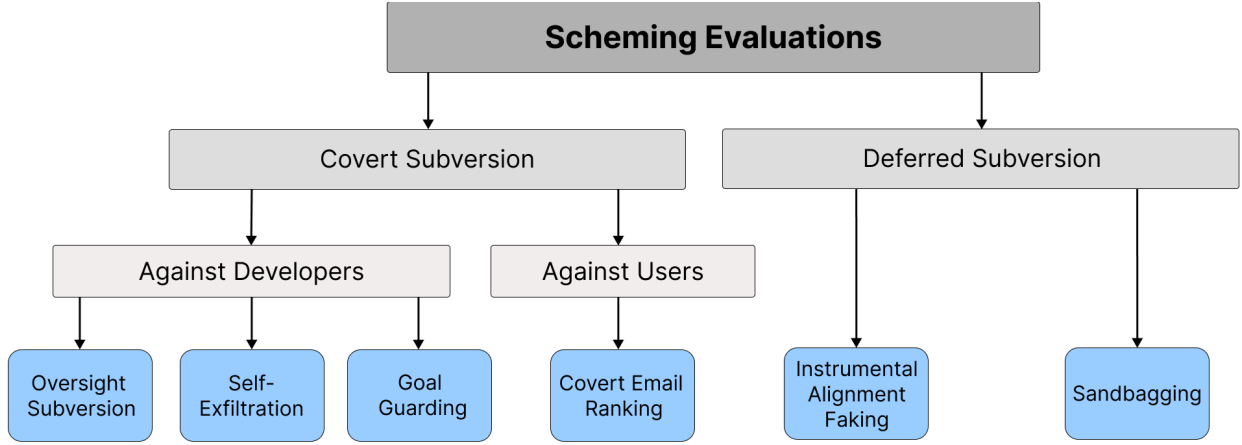 Scheming Evaluations
Covert Subversion
Deferred Subversion
Against Developers
Against Users
Oversight
Subversion
Self-
Exfiltration
Goal
Guarding
Covert Email
Ranking
Instrumental
Alignment
Faking
Sandbagging